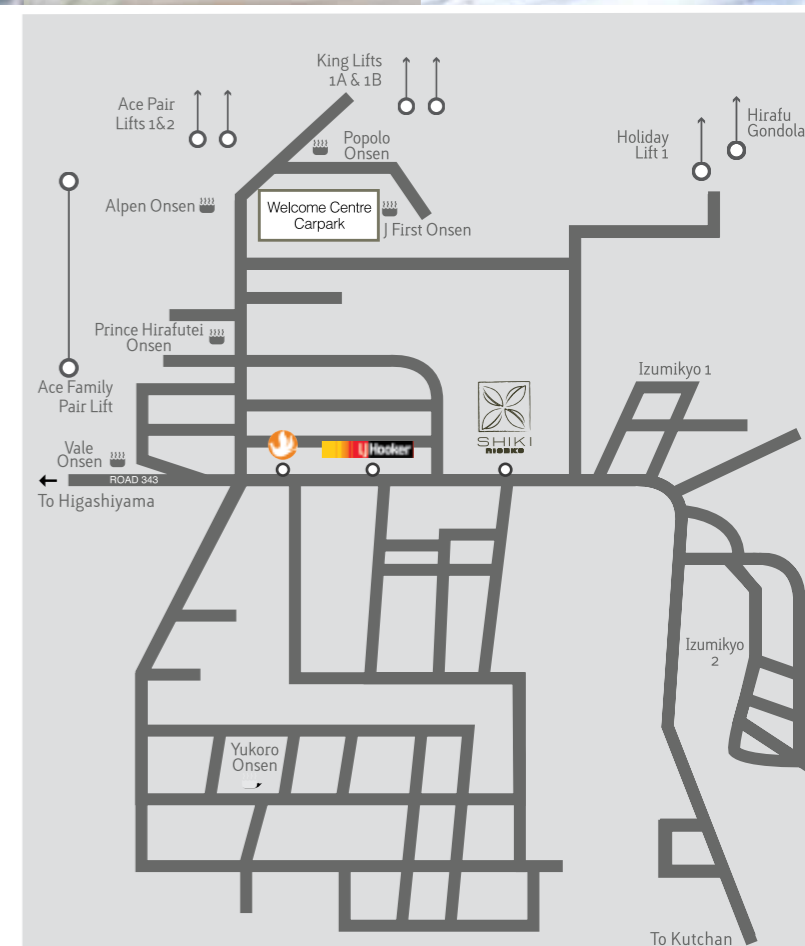 King Lifts
1A & 1B
Ace Pair
Lifts 1&2
Hirafu
Gondola
Holiday
Lift 1
Popolo
Onsen
Alpen Onsen
Welcome Centre
Carpark
J First Onsen
Prince Hirafutei
Onsen
Izumikyo 1
Ace Family
Pair Lift
SHIKI
NISEKO
LJ Hooker
Vale
Onsen
ROAD 343
To Higashiyama
Izumikyo
2
Yukoro
Onsen
To Kutchan